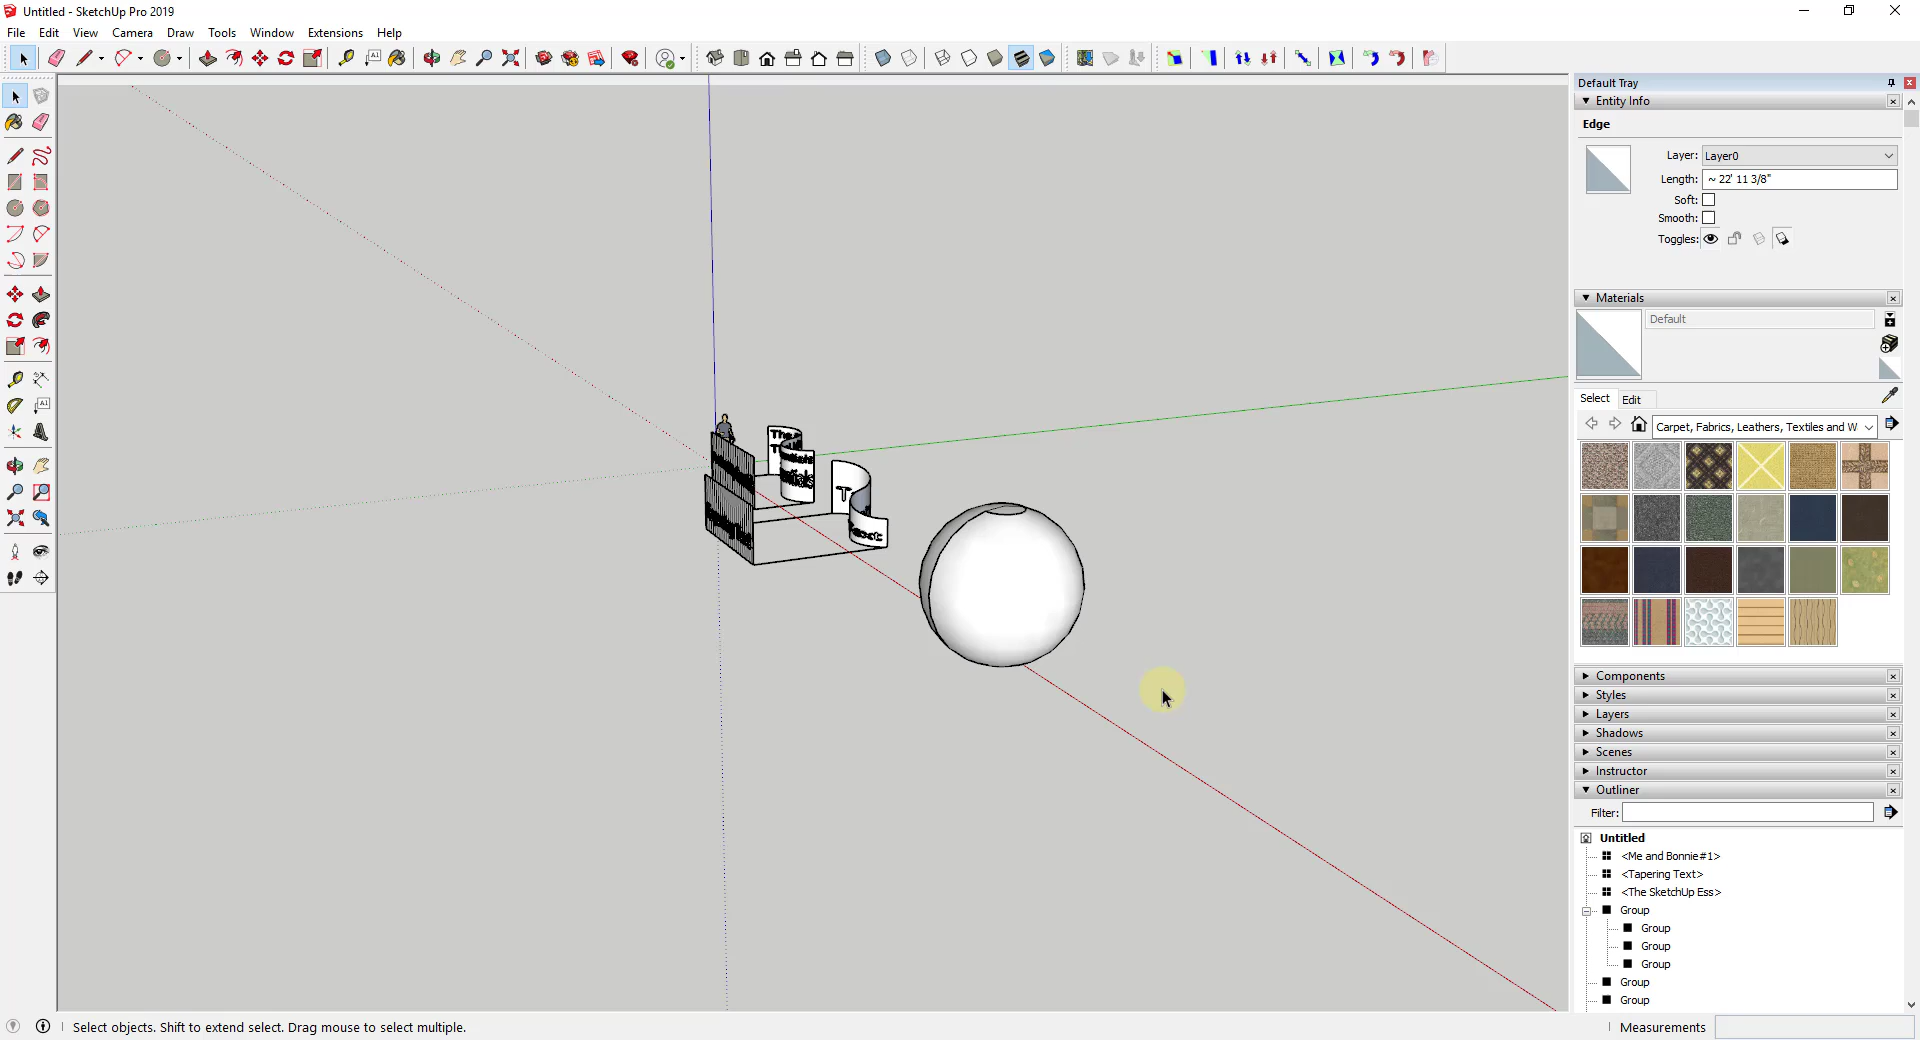 Untitled - SketchUp Pro 2019
File Edit View Camera Draw Tools Window Extensions Help
Default Tray
Entity Info
Edge
Layer: Layer0
Length: ~ 22' 11 3/8"
Soft:
Smooth:
Toggles:
Materials
Default
Select Edit
Carpet, Fabrics, Leathers, Textiles and W
Components
Styles
Layers
Shadows
Scenes
Instructor
Outliner
Filter:
Untitled
<Me and Bonnie#1>
<Tapering Text>
<The SketchUp Ess>
Group
Group
Group
Group
Group
Group
Select objects. Shift to extend select. Drag mouse to select multiple.
Measurements